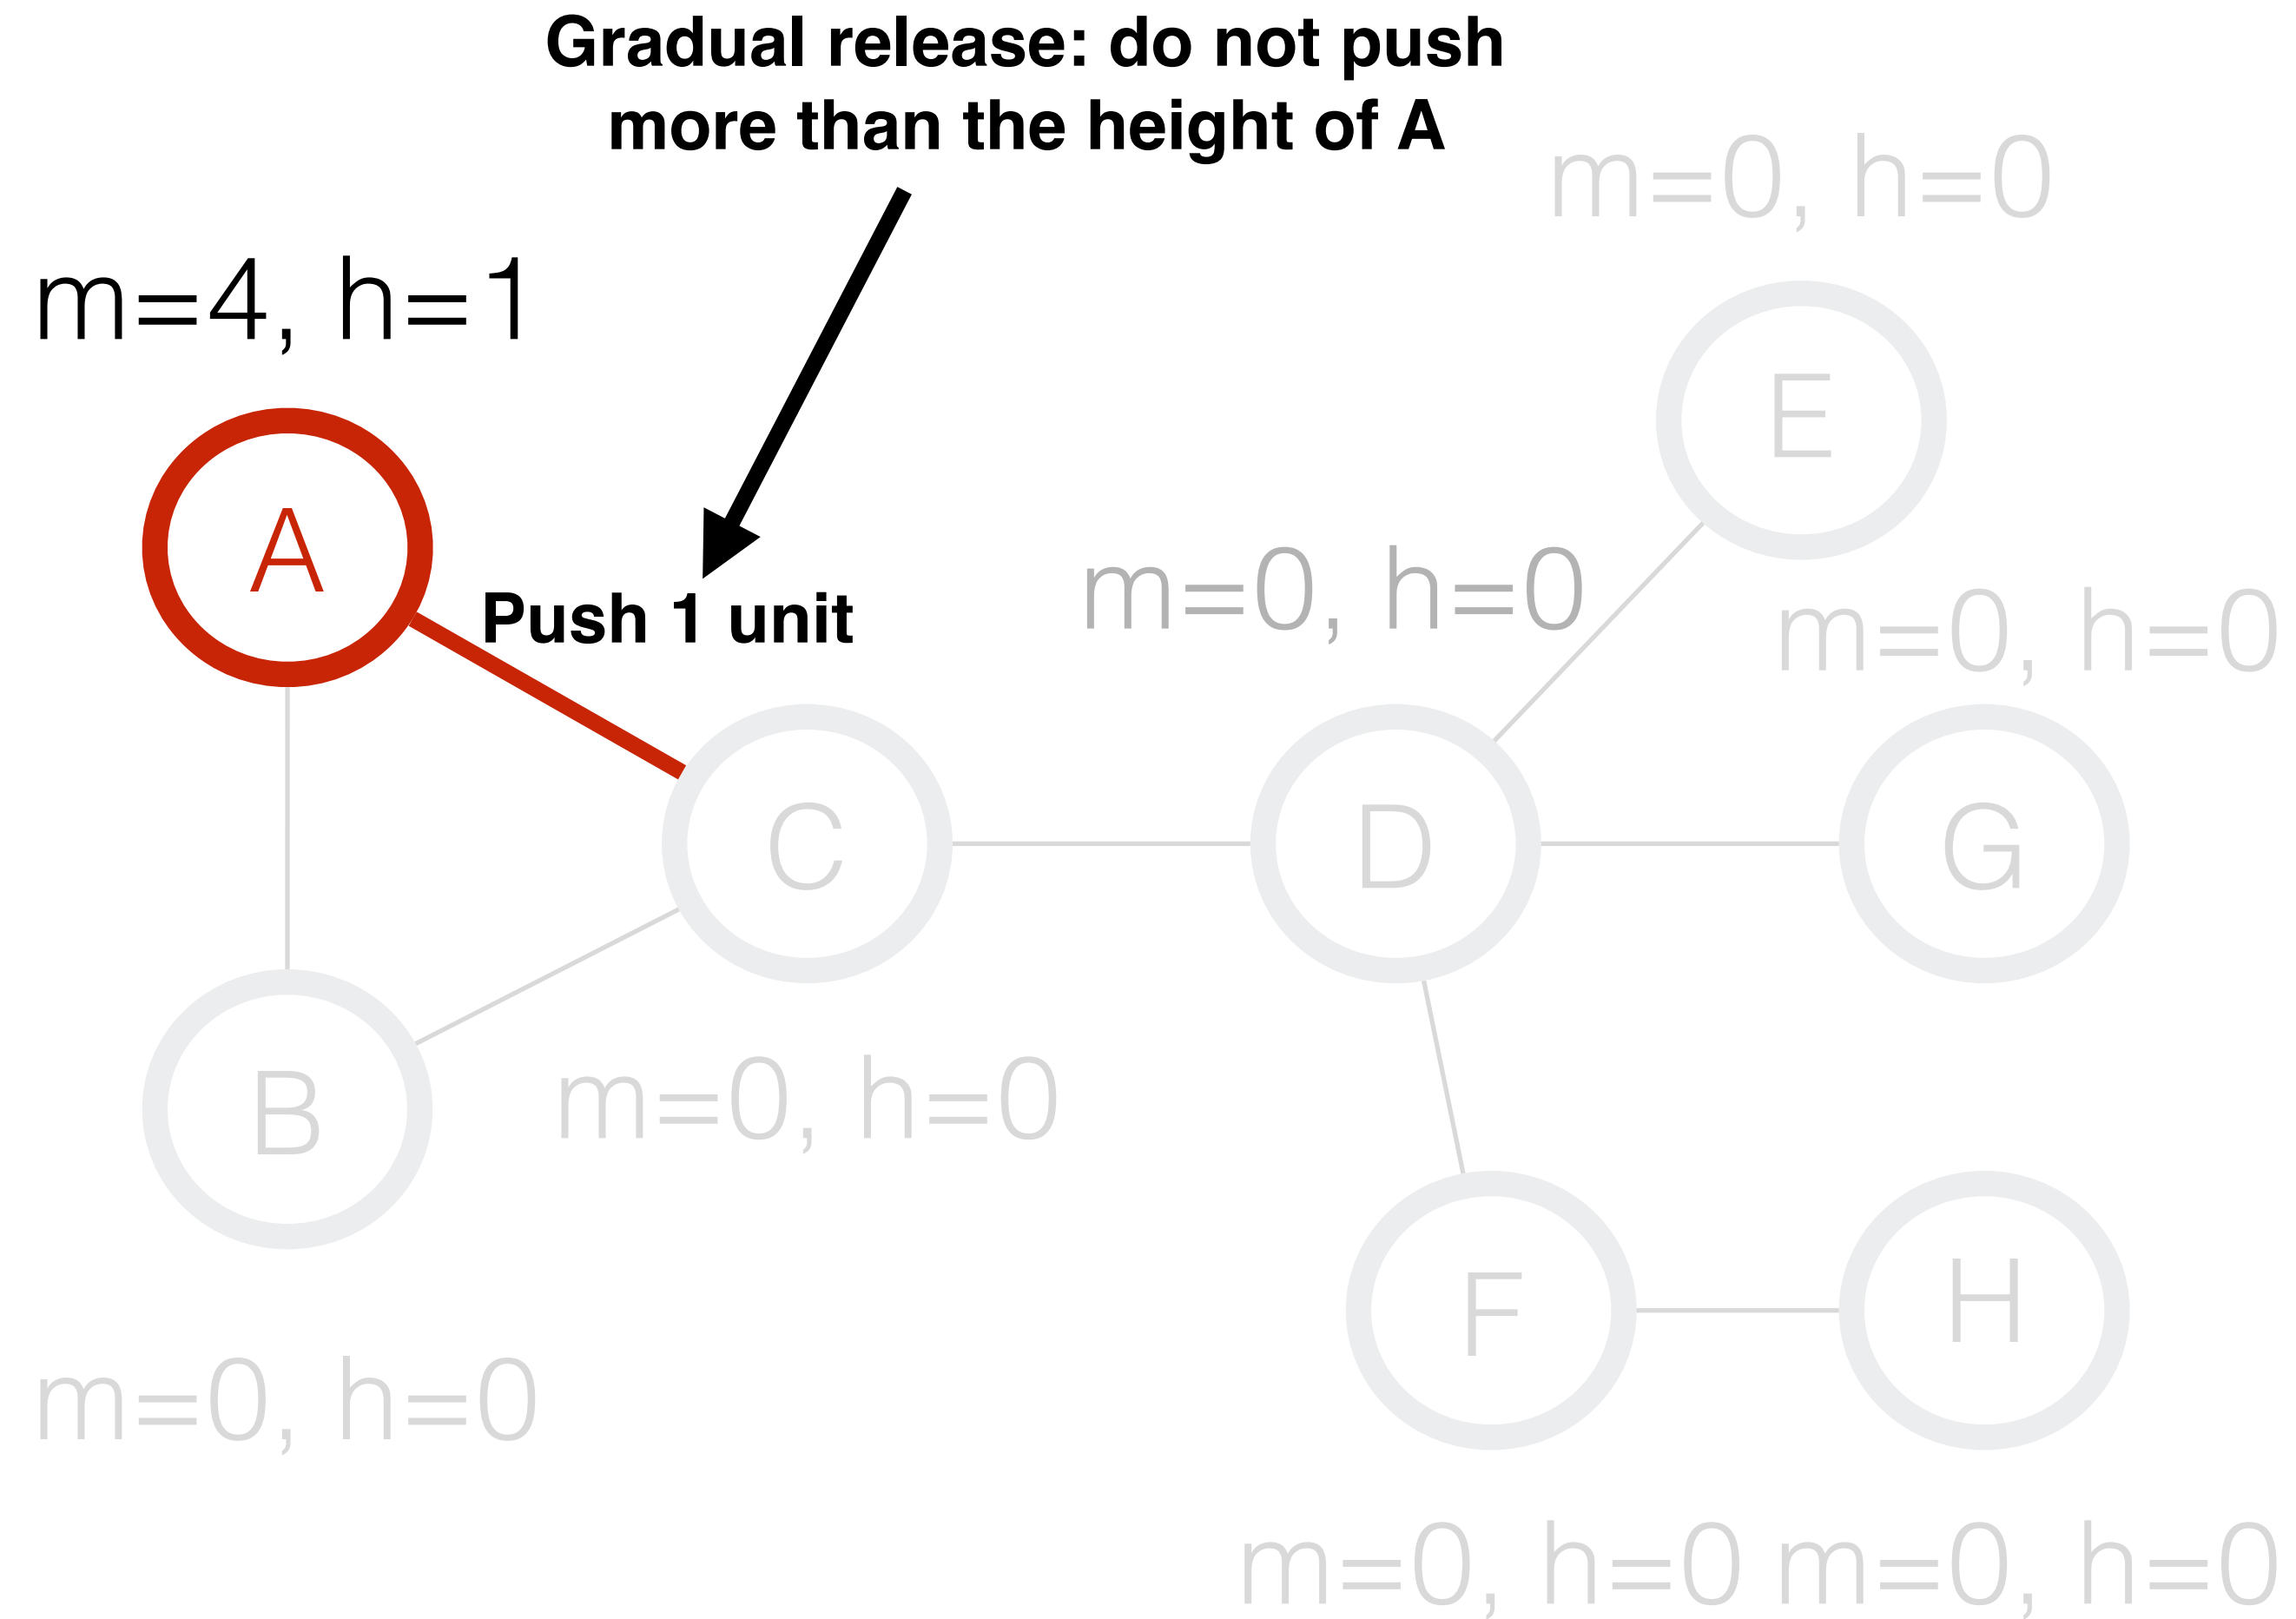 Gradual release: do not push
more than the height of A
m=0, h=0
m=4, h=1
E
A
m=0, h=0
Push 1 unit
m=0, h=0
C
D
G
B
m=0, h=0
F
H
m=0, h=0
m=0, h=0
m=0, h=0